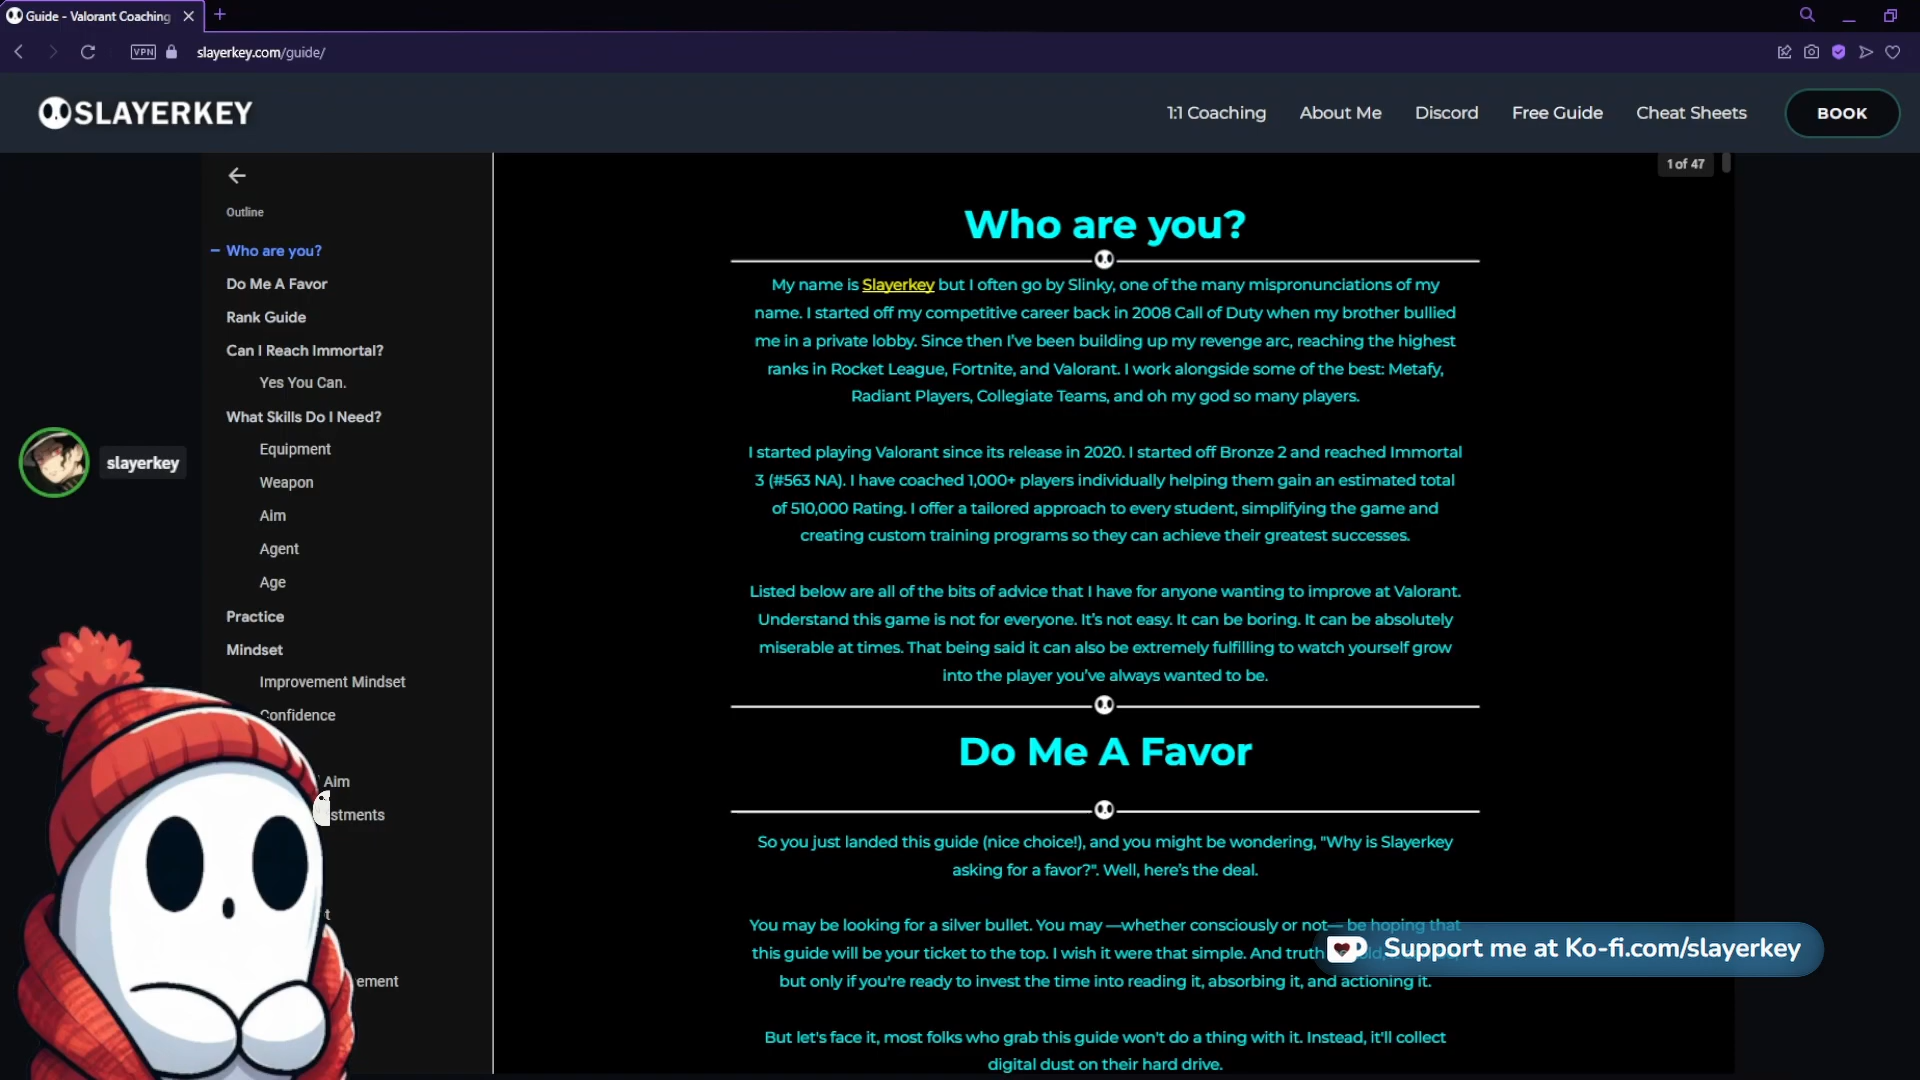 Guide - Valorant Coaching
VPN
slayerkey.com/guide/
SLAYERKEY
1:1 Coaching
About Me
Discord
Free Guide
Cheat Sheets
BOOK
Outline
Who are you?
Do Me A Favor
Rank Guide
Can I Reach Immortal?
Yes You Can.
What Skills Do I Need?
Equipment
Weapon
Aim
Agent
Age
Practice
Mindset
Improvement Mindset
Confidence
Aim
stments
t
ement
slayerkey
1 of 47
Who are you?
My name is Slayerkey but I often go by Slinky, one of the many mispronunciations of my
name. I started off my competitive career back in 2008 Call of Duty when my brother bullied
me in a private lobby. Since then I’ve been building up my revenge arc, reaching the highest
ranks in Rocket League, Fortnite, and Valorant. I work alongside some of the best: Metafy,
Radiant Players, Collegiate Teams, and oh my god so many players.
I started playing Valorant since its release in 2020. I started off Bronze 2 and reached Immortal
3 (#563 NA). I have coached 1,000+ players individually helping them gain an estimated total
of 510,000 Rating. I offer a tailored approach to every student, simplifying the game and
creating custom training programs so they can achieve their greatest successes.
Listed below are all of the bits of advice that I have for anyone wanting to improve at Valorant.
Understand this game is not for everyone. It’s not easy. It can be boring. It can be absolutely
miserable at times. That being said it can also be extremely fulfilling to watch yourself grow
into the player you’ve always wanted to be.
Do Me A Favor
So you just landed this guide (nice choice!), and you might be wondering, "Why is Slayerkey
asking for a favor?". Well, here’s the deal.
You may be looking for a silver bullet. You may —whether consciously or not— be hoping that
this guide will be your ticket to the top. I wish it were that simple. And truth
but only if you're ready to invest the time into reading it, absorbing it, and actioning it.
But let's face it, most folks who grab this guide won't do a thing with it. Instead, it'll collect
digital dust on their hard drive.
Support me at Ko-fi.com/slayerkey